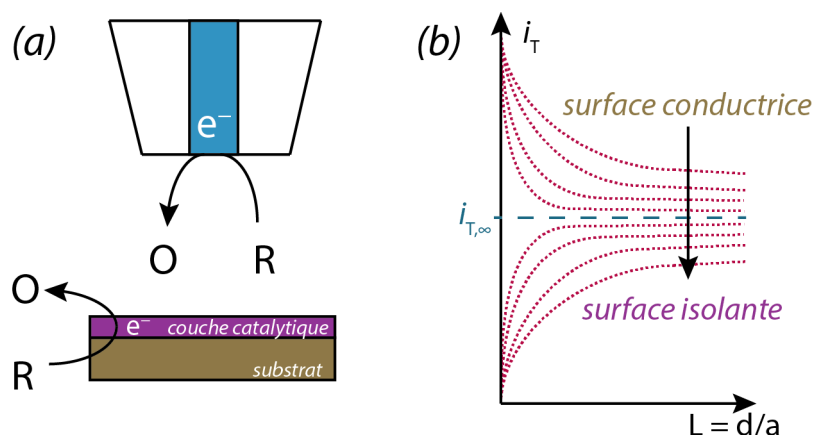 (a)
e⁻
O R
O
e⁻ couche catalytique
R
substrat
(b)
i_T
surface conductrice
i_T,∞
surface isolante
L = d/a